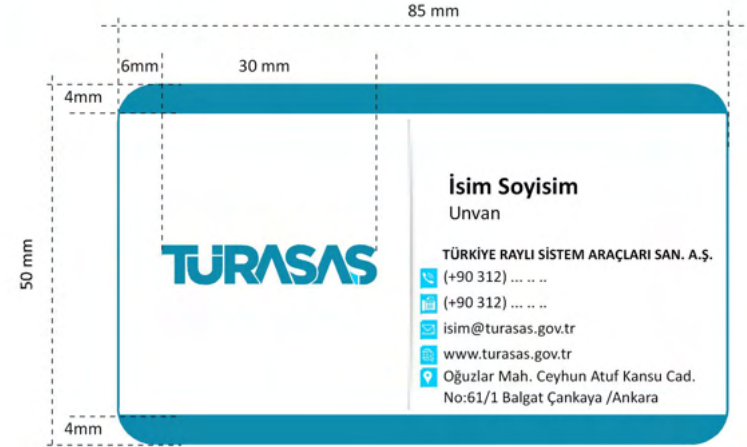 85 mm
6mm
30 mm
4mm
50 mm
TÜRASAŞ
İsim Soyisim
Unvan
TÜRKİYE RAYLI SİSTEM ARAÇLARI SAN. A.Ş.
(+90 312) ... .. ..
(+90 312) ... .. ..
isim@turasas.gov.tr
www.turasas.gov.tr
Oğuzlar Mah. Ceyhun Atuf Kansu Cad.
No:61/1 Balgat Çankaya /Ankara
4mm